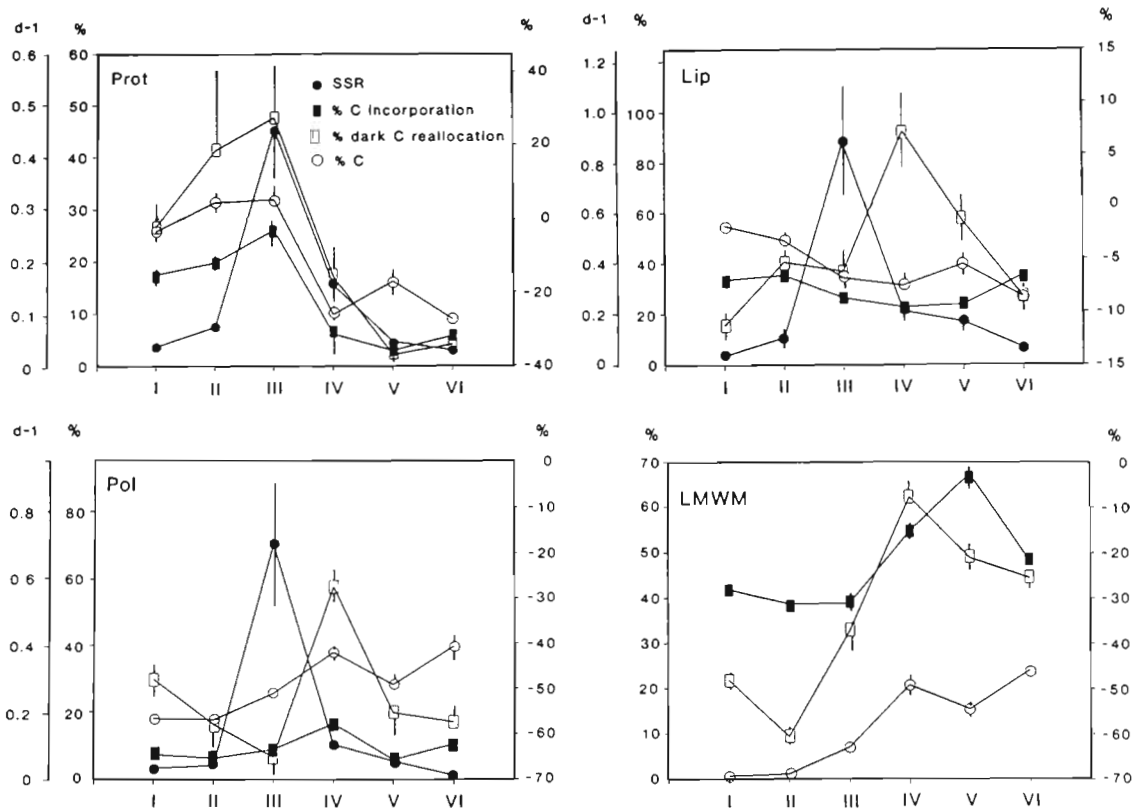 d-1 % %
Prot
0.6 60 40
0.5 50 20
0.4 40 0
0.3 30 -20
0.2 20 -40
0.1 10
0 0
SSR
% C incorporation
% dark C reallocation
% C
I II III IV V VI
d-1 % %
Lip
1.2 100 15
1.0 80 10
0.8 60 5
0.6 40 0
0.4 20 -5
0.2 0 -10
0 -15
I II III IV V VI
d-1 % %
Pol
0.8 80 0
0.6 60 -10
0.4 40 -20
0.2 20 -30
0 0 -40
-50
-60
-70
I II III IV V VI
% %
LMWM
70 0
60 -10
50 -20
40 -30
30 -40
20 -50
10 -60
0 -70
I II III IV V VI